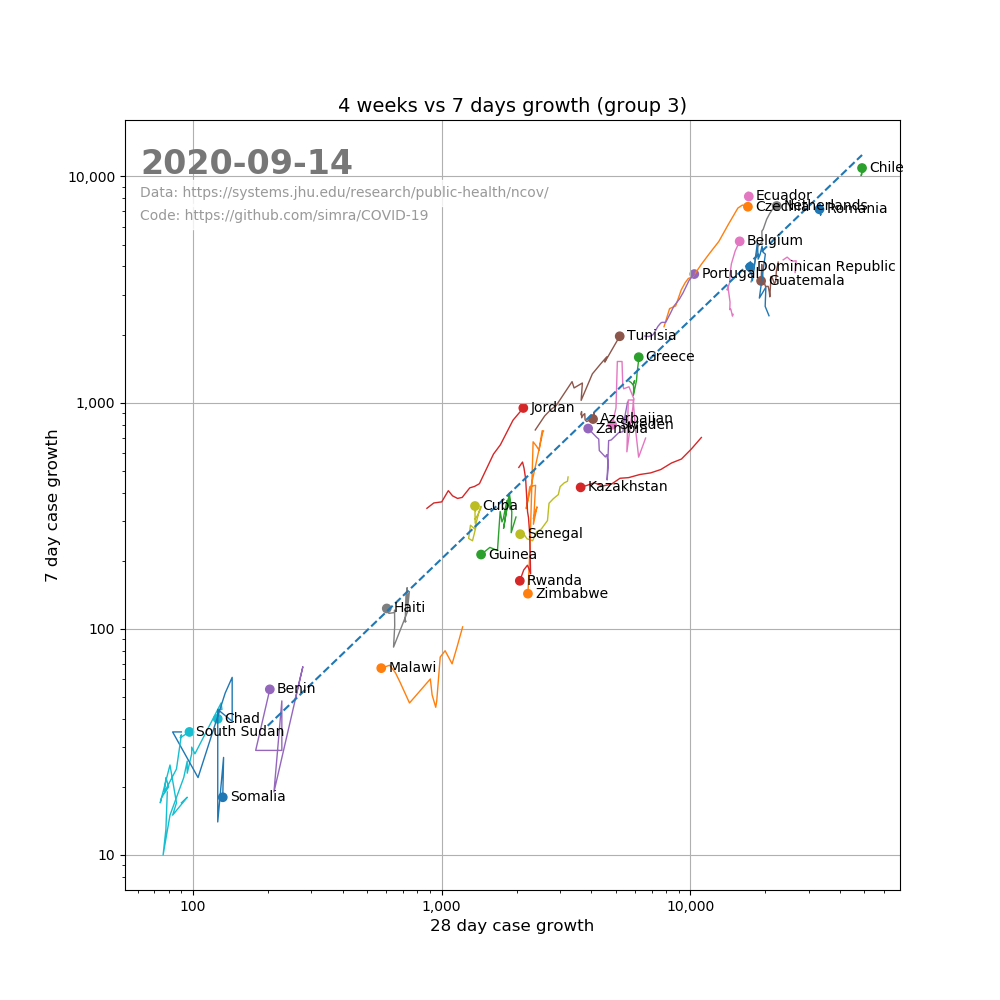 4 weeks vs 7 days growth (group 3)
2020-09-14
Data: https://systems.jhu.edu/research/public-health/ncov/
Code: https://github.com/simra/COVID-19
10,000
1,000
100
10
7 day case growth
Chile
Ecuador
Czechia
Netherlands
Romania
Belgium
Dominican Republic
Portugal
Guatemala
Tunisia
Greece
Jordan
Azerbaijan
Sweden
Zambia
Kazakhstan
Cuba
Senegal
Guinea
Rwanda
Zimbabwe
Haiti
Malawi
Benin
Chad
South Sudan
Somalia
100
1,000
10,000
28 day case growth